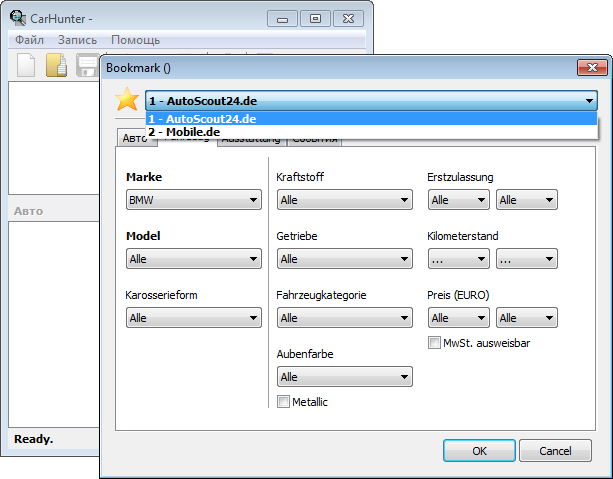 CarHunter -
Файл Запись Помощь
Bookmark ()
1 - AutoScout24.de
1 - AutoScout24.de
2 - Mobile.de
Авто Fahrzeug Ausstattung События
Marke Kraftstoff Erstzulassung
BMW Alle Alle Alle
Model Getriebe Kilometerstand
Alle Alle ... ...
Karosserieform Fahrzeugkategorie Preis (EURO)
Alle Alle Alle Alle
MwSt. ausweisbar
Aubenfarbe
Alle
Metallic
OK Cancel
Авто
Ready.